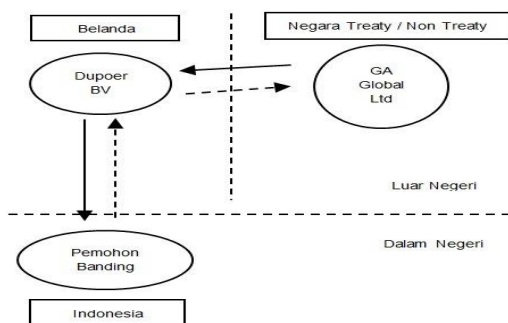 Belanda
Negara Treaty / Non Treaty
Dupoer
BV
GA
Global
Ltd
Luar Negeri
Dalam Negeri
Pemohon
Banding
Indonesia